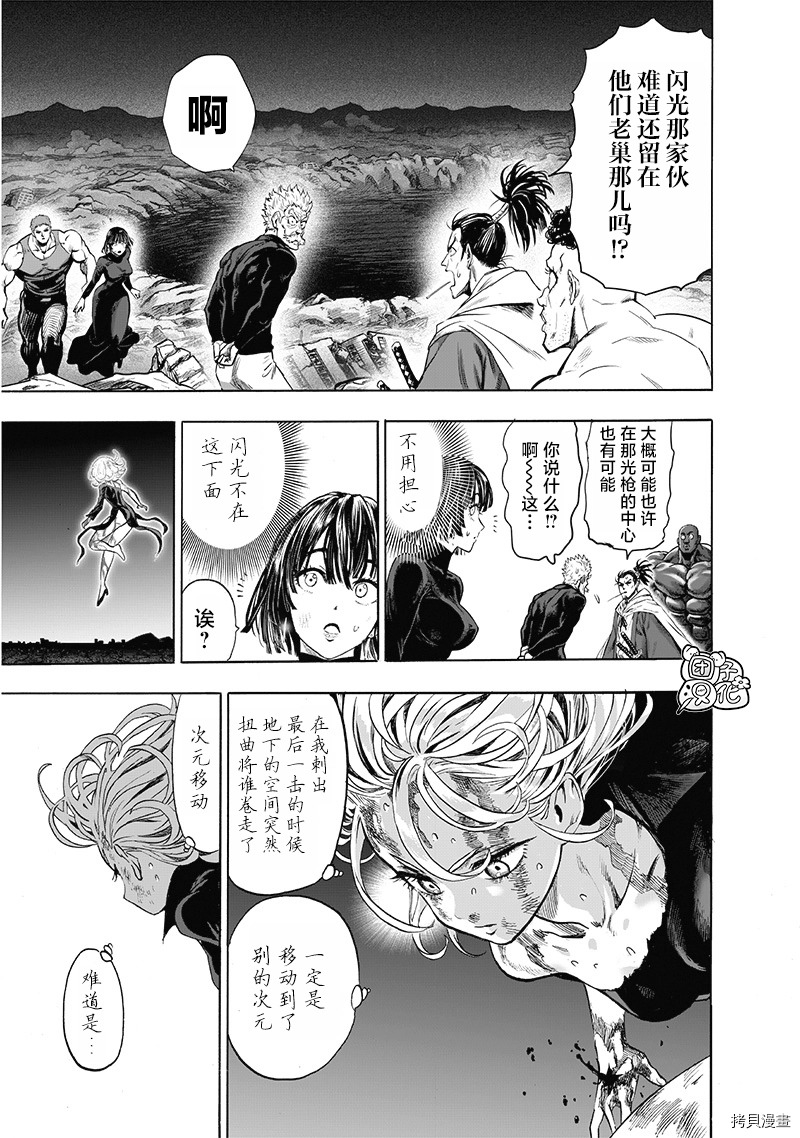 闪光那家伙
难道还留在
他们老巢那儿吗!?
啊
大概可能也许
在那光枪的中心
也有可能
你说什么!?
啊～～这…
不用担心
闪光不在
这下面
诶?
在我刺出
最后一击的时候
地下的空间突然
扭曲将谁卷走了
一定是
移动到了
别的次元
次元移动
难道是…
团子化
拷貝漫畫